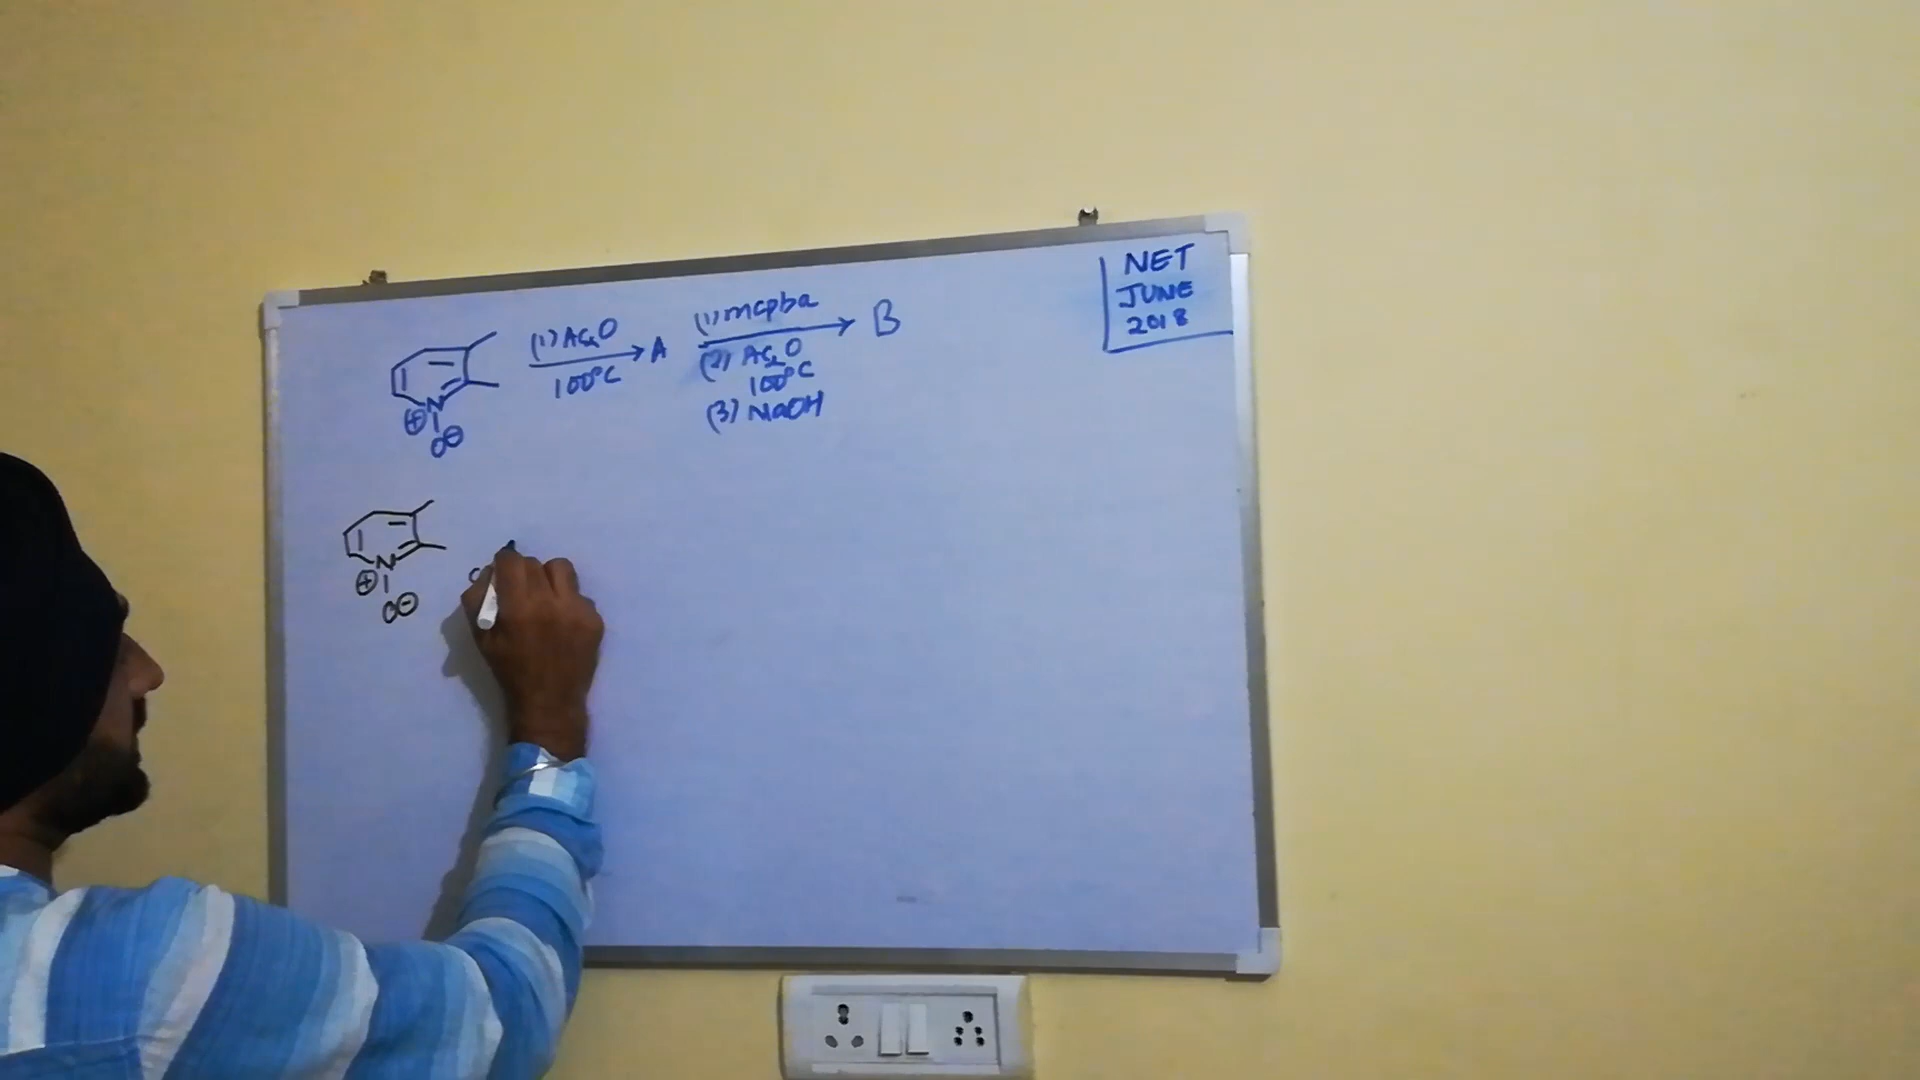 NET
JUNE
2018
(1) Ac₂O
100°C
A
(1) mcpba
(2) Ac₂O
100°C
(3) NaOH
B
N
⊕
O⊖
N
⊕
O⊖